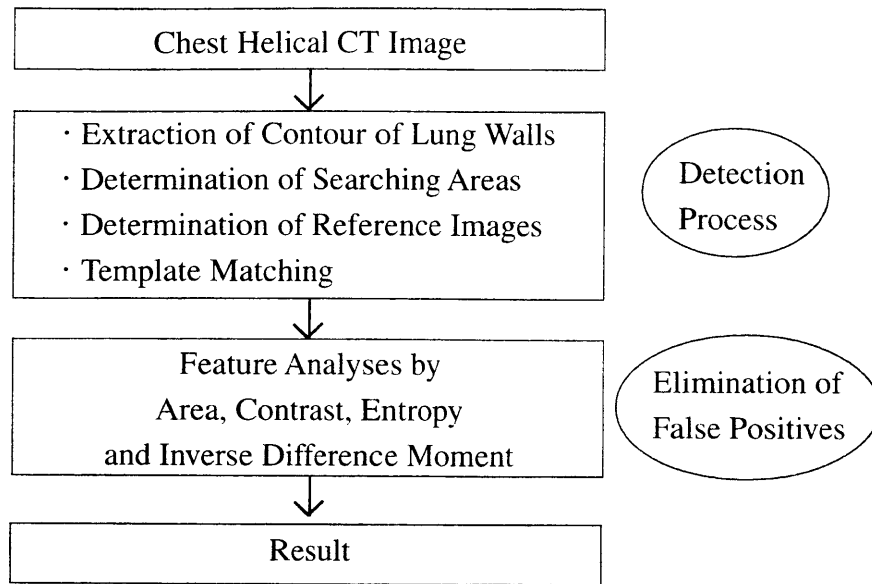 Chest Helical CT Image
· Extraction of Contour of Lung Walls
· Determination of Searching Areas
· Determination of Reference Images
· Template Matching
Detection
Process
Feature Analyses by
Area, Contrast, Entropy
and Inverse Difference Moment
Elimination of
False Positives
Result